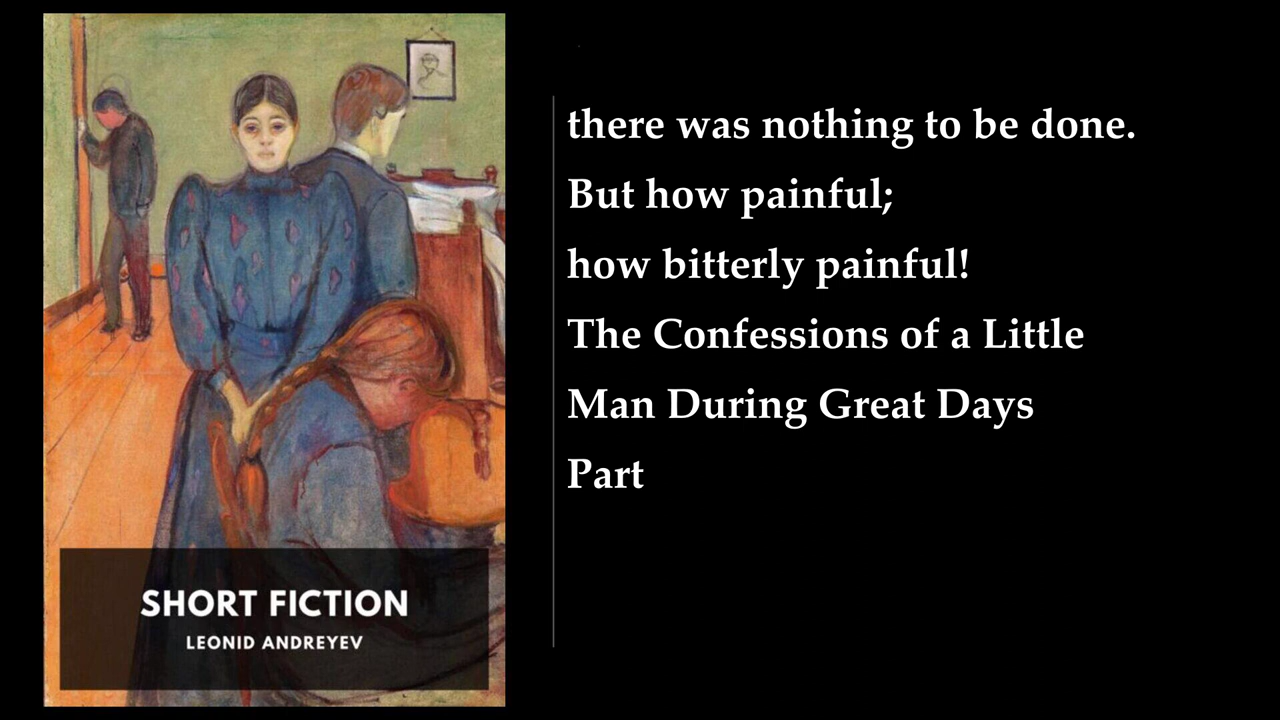 there was nothing to be done.
But how painful;
how bitterly painful!
The Confessions of a Little
Man During Great Days
Part
SHORT FICTION
LEONID ANDREYEV